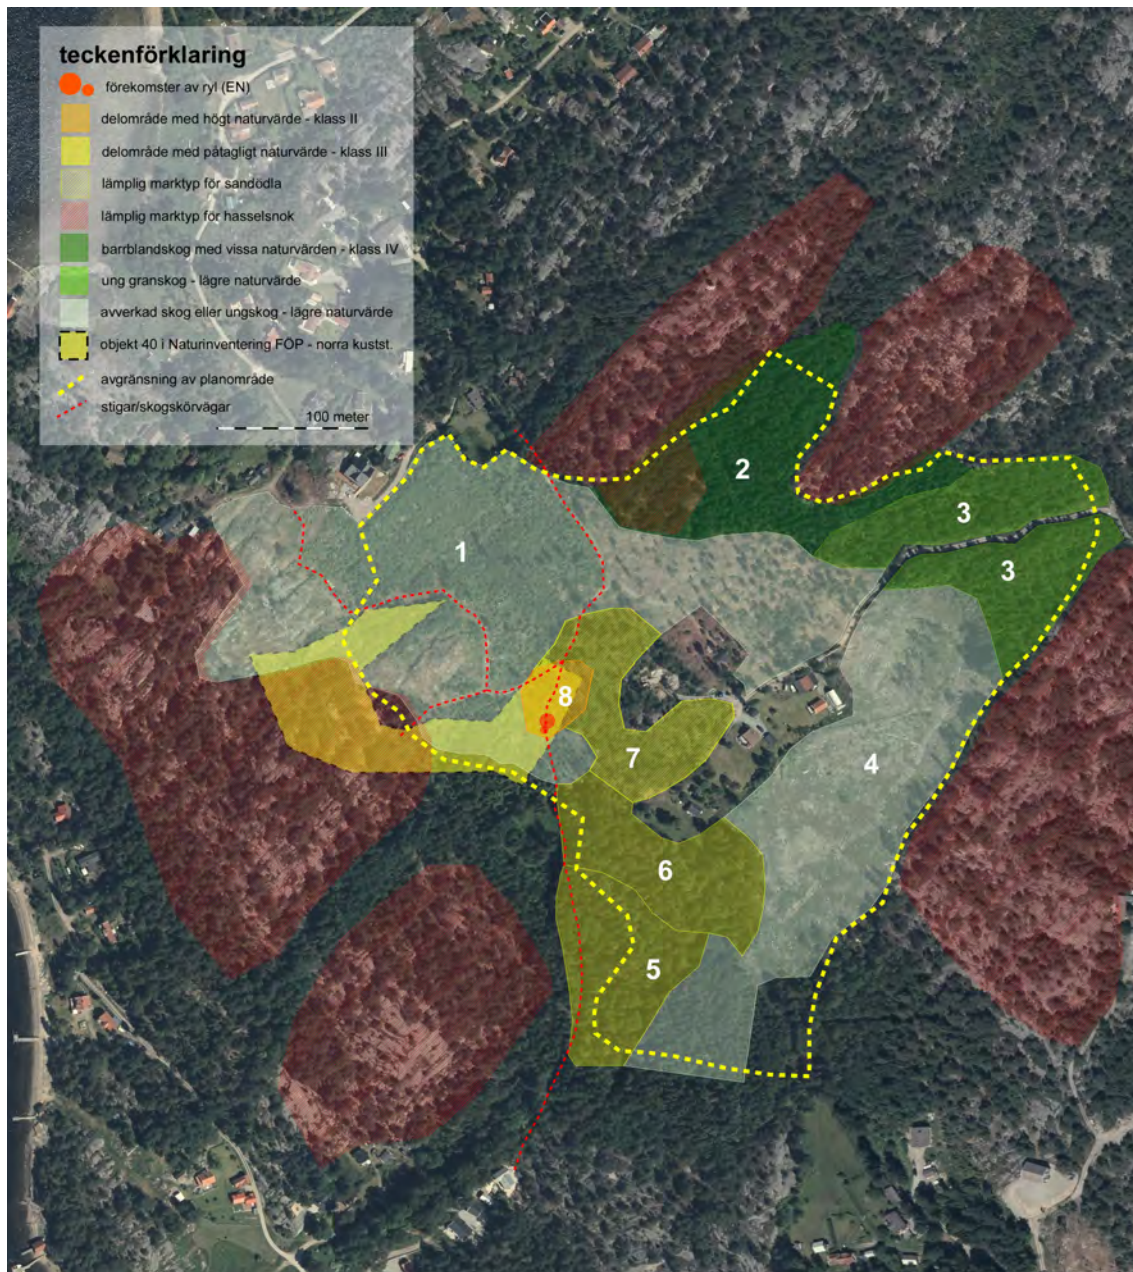 teckenförklaring
förekomster av ryl (EN)
delområde med högt naturvärde - klass II
delområde med påtagligt naturvärde - klass III
lämplig marktyp för sandödla
lämplig marktyp för hasselsnok
barrblandskog med vissa naturvärden - klass IV
ung granskog - lägre naturvärde
avverkad skog eller ungskog - lägre naturvärde
objekt 40 i Naturinventering FÖP - norra kustst.
avgränsning av planområde
stigar/skogskörvägar
100 meter
2
3
1
3
8
7
4
6
5